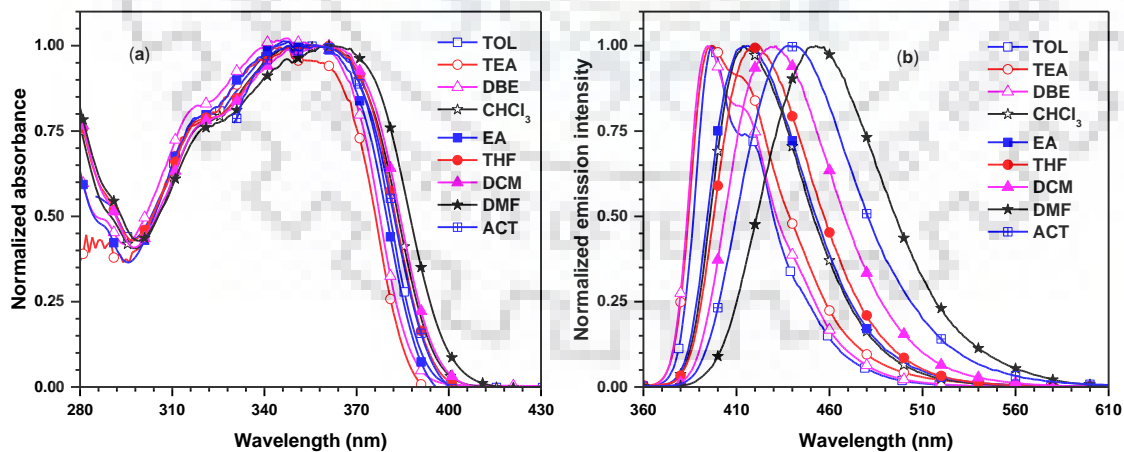 (a)
TOL
TEA
DBE
CHCl₃
EA
THF
DCM
DMF
ACT
1.00
0.75
0.50
0.25
0.00
Normalized absorbance
280 310 340 370 400 430
Wavelength (nm)
(b)
TOL
TEA
DBE
CHCl₃
EA
THF
DCM
DMF
ACT
1.00
0.75
0.50
0.25
0.00
Normalized emission intensity
360 410 460 510 560 610
Wavelength (nm)